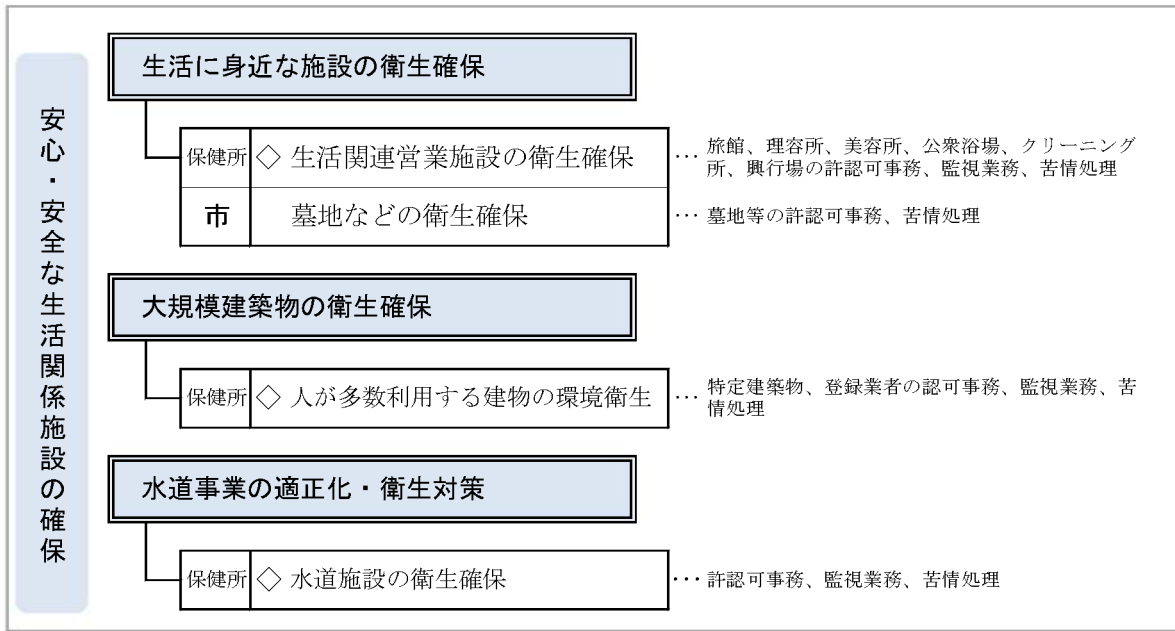 安心・安全な生活関係施設の確保
生活に身近な施設の衛生確保
保健所 ◇ 生活関連営業施設の衛生確保 … 旅館、理容所、美容所、公衆浴場、クリーニング
所、興行場の許認可事務、監視業務、苦情処理
市 墓地などの衛生確保 … 墓地等の許認可事務、苦情処理
大規模建築物の衛生確保
保健所 ◇ 人が多数利用する建物の環境衛生 … 特定建築物、登録業者の認可事務、監視業務、苦
情処理
水道事業の適正化・衛生対策
保健所 ◇ 水道施設の衛生確保 … 許認可事務、監視業務、苦情処理